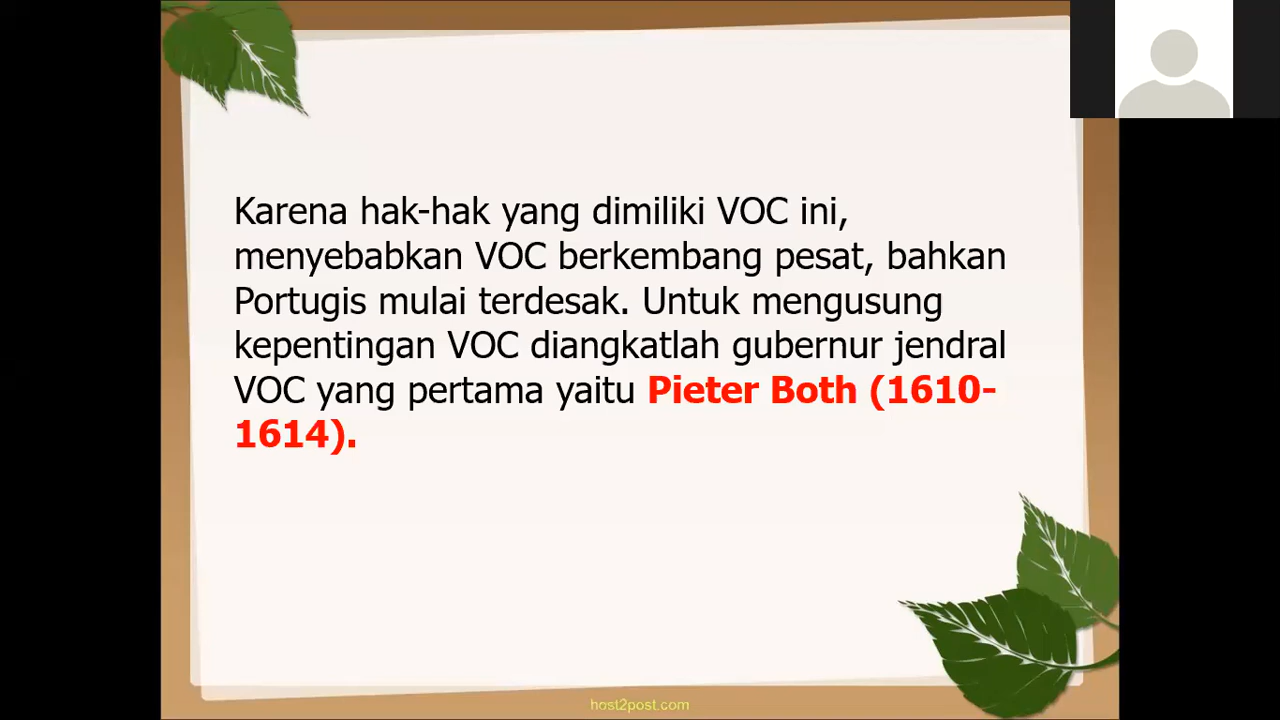 Karena hak-hak yang dimiliki VOC ini,
menyebabkan VOC berkembang pesat, bahkan
Portugis mulai terdesak. Untuk mengusung
kepentingan VOC diangkatlah gubernur jendral
VOC yang pertama yaitu Pieter Both (1610-
1614).
host2post.com